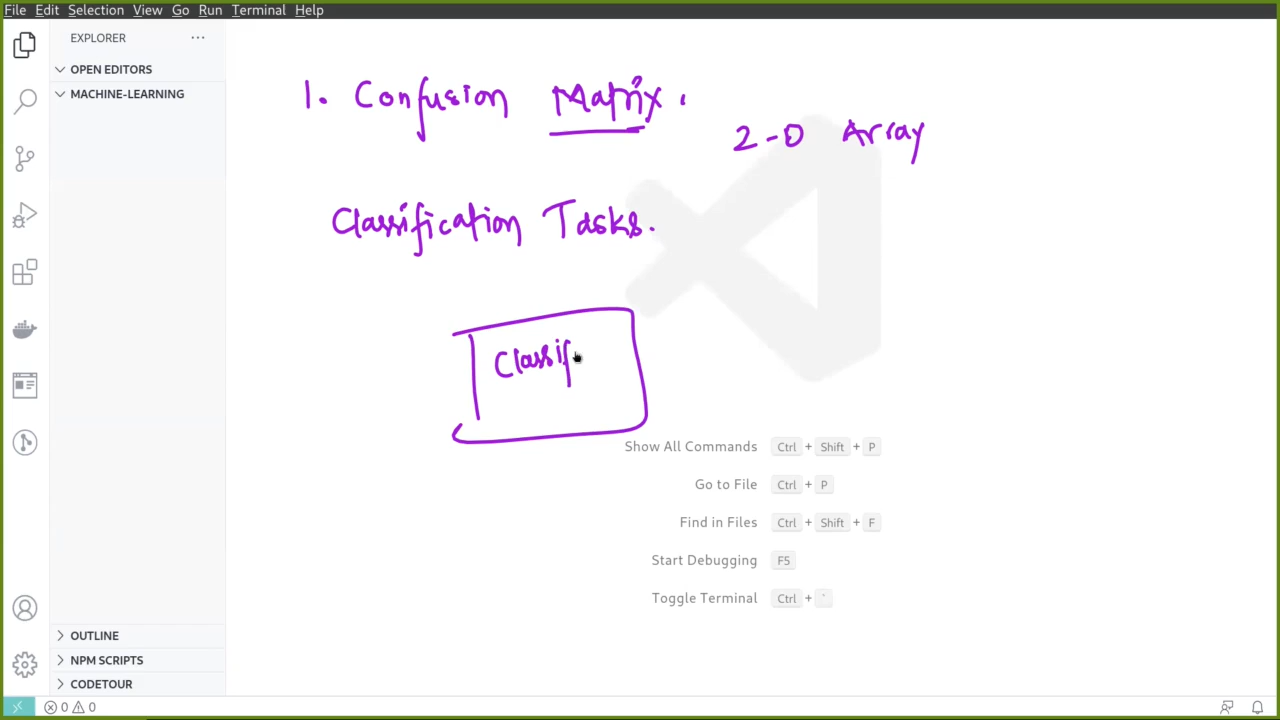 File Edit Selection View Go Run Terminal Help
EXPLORER ...
OPEN EDITORS
MACHINE-LEARNING
1. Confusion Matrix.
2-D Array
Classification Tasks.
Classif
Show All Commands Ctrl + Shift + P
Go to File Ctrl + P
Find in Files Ctrl + Shift + F
Start Debugging F5
Toggle Terminal Ctrl + `
OUTLINE
NPM SCRIPTS
CODETOUR
0 0